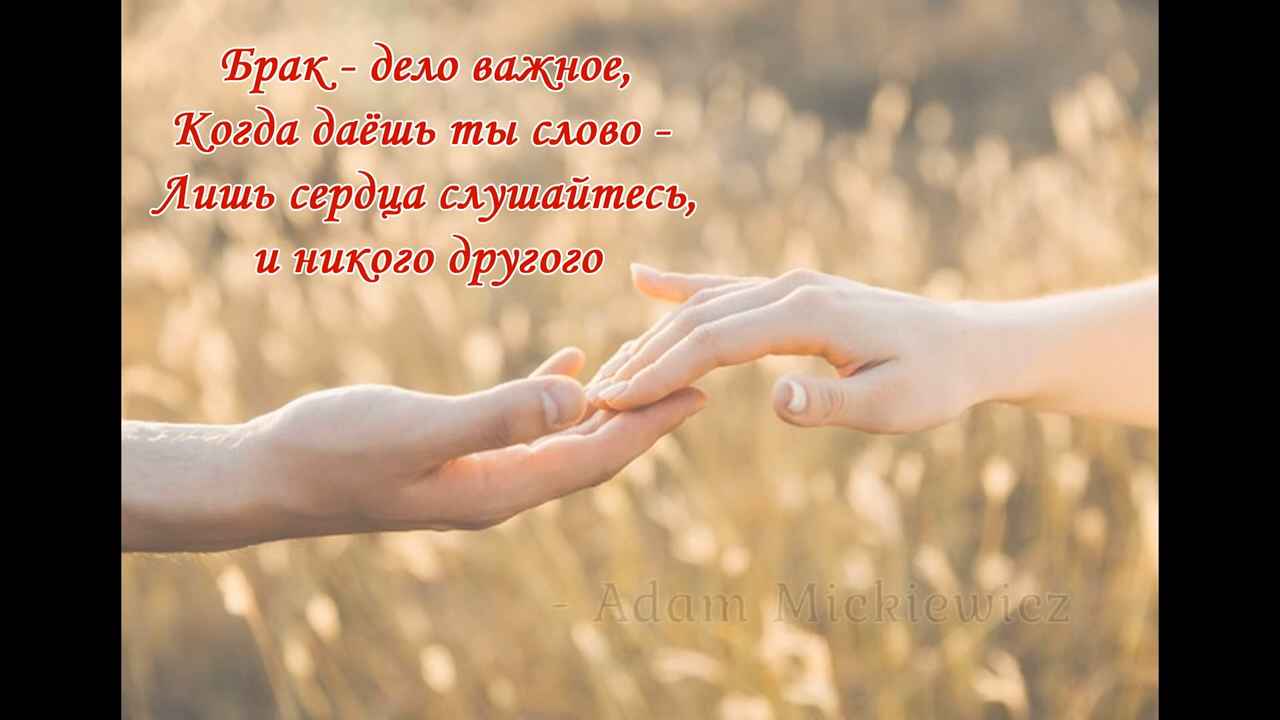 Брак - дело важное,
Когда даёшь ты слово -
Лишь сердца слушайтесь,
и никого другого
- Adam Mickiewicz